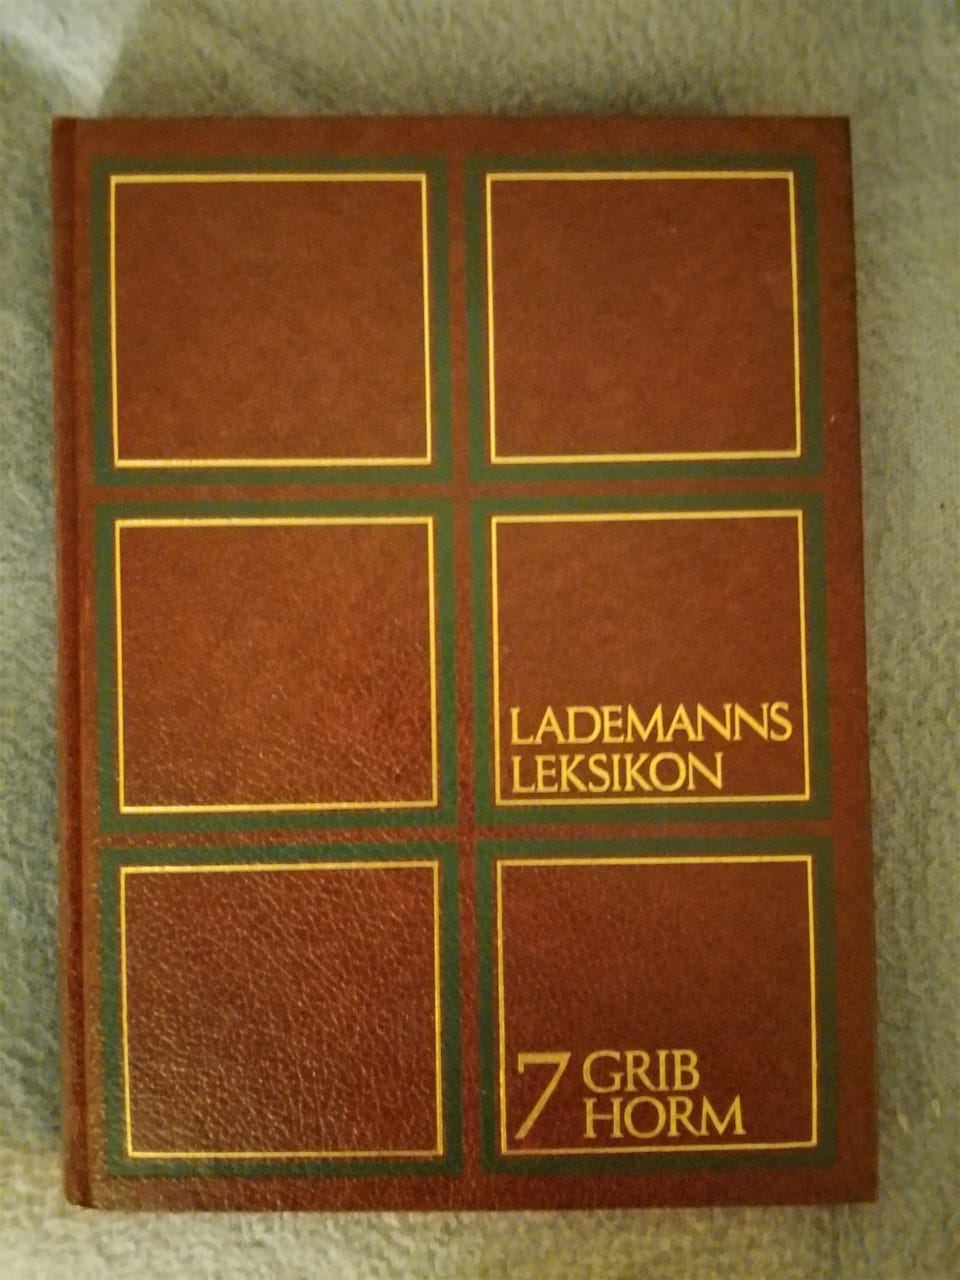 LADEMANNS
LEKSIKON
7 GRIB
HORM